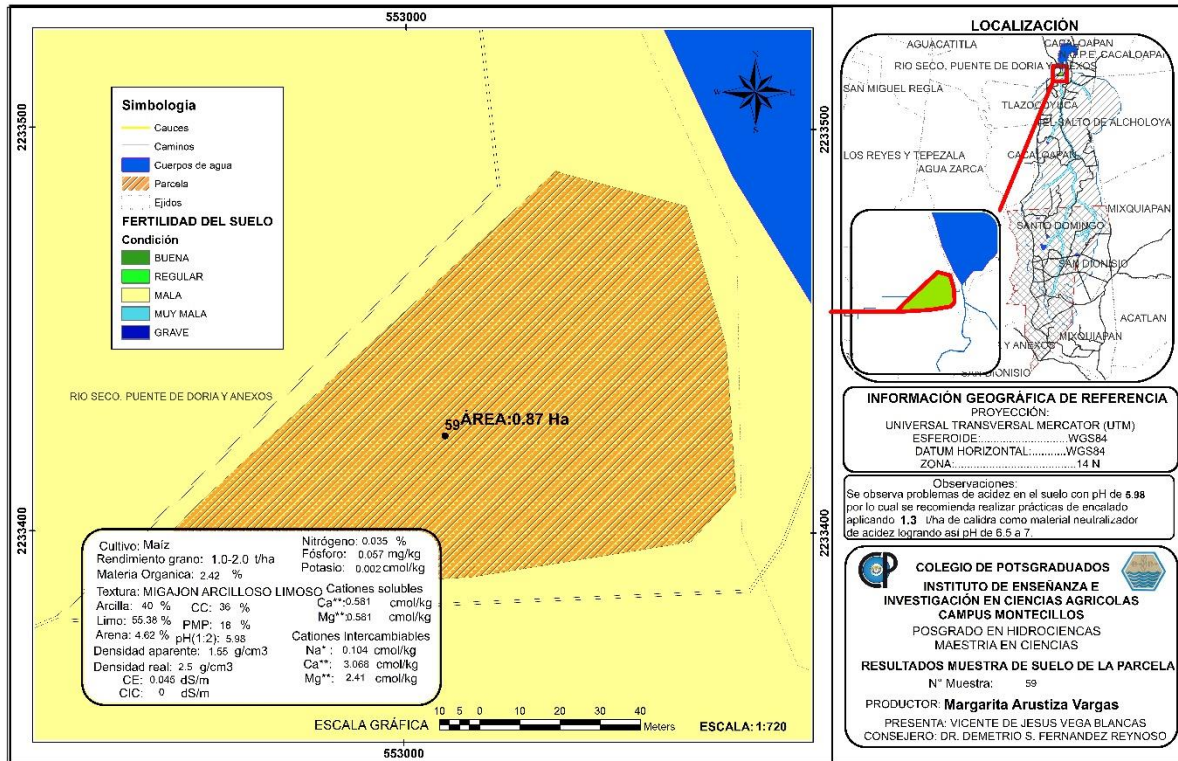 553000
2233500
2233400
553000
2233500
2233400
Simbologia
Cauces
Caminos
Cuerpos de agua
Parcela
Ejidos
FERTILIDAD DEL SUELO
Condición
BUENA
REGULAR
MALA
MUY MALA
GRAVE
N
W
E
S
RIO SECO. PUENTE DE DORIA Y ANEXOS
59
ÁREA:0.87 Ha
Cultivo: Maíz
Rendimiento grano: 1.0-2.0 t/ha
Materia Organica: 2.42 %
Textura: MIGAJON ARCILLOSO LIMOSO
Arcilla: 40 % CC: 36 %
Limo: 55.38 % PMP: 16 %
Arena: 4.62 % pH(1:2): 5.98
Densidad aparente: 1.55 g/cm3
Densidad real: 2.5 g/cm3
CE: 0.045 dS/m
CIC: 0 dS/m
Nitrógeno: 0.035 %
Fósforo: 0.057 mg/kg
Potasio: 0.002 cmol/kg
Cationes solubles
Ca**: 0.581 cmol/kg
Mg**: 0.581 cmol/kg
Cationes Intercambiables
Na*: 0.104 cmol/kg
Ca**: 3.068 cmol/kg
Mg**: 2.41 cmol/kg
ESCALA GRÁFICA
10 5 0 10 20 30 40
Meters
ESCALA: 1:720
LOCALIZACIÓN
AGUACATITLA
CACALOAPAN
P.E. CACALOAPAN
RIO SECO. PUENTE DE DORIA Y ANEXOS
SAN MIGUEL REGLA
TLAZOCOYUCA
EL SALTO DE ALCHOLOYA
LOS REYES Y TEPEZALA
CACALOAPAN
AGUA ZARCA
MIXQUIAPAN
SANTO DOMINGO
SAN DIONISIO
ACATLAN
MIXQUIAPAN
Y ANEXOS
SAN DIONISIO
INFORMACIÓN GEOGRÁFICA DE REFERENCIA
PROYECCIÓN:
UNIVERSAL TRANSVERSAL MERCATOR (UTM)
ESFEROIDE:......................WGS84
DATUM HORIZONTAL:...........WGS84
ZONA:..............................14 N
Observaciones:
Se observa problemas de acidez en el suelo con pH de 5.98
por lo cual se recomienda realizar prácticas de encalado
aplicando 1.3 t/ha de calidra como material neutralizador
de acidez logrando así pH de 6.5 a 7.
CP
COLEGIO DE POTSGRADUADOS
INSTITUTO DE ENSEÑANZA E
INVESTIGACIÓN EN CIENCIAS AGRICOLAS
CAMPUS MONTECILLOS
POSGRADO EN HIDROCIENCAS
MAESTRIA EN CIENCIAS
RESULTADOS MUESTRA DE SUELO DE LA PARCELA
N° Muestra: 59
PRODUCTOR: Margarita Arustiza Vargas
PRESENTA: VICENTE DE JESUS VEGA BLANCAS
CONSEJERO: DR. DEMETRIO S. FERNANDEZ REYNOSO